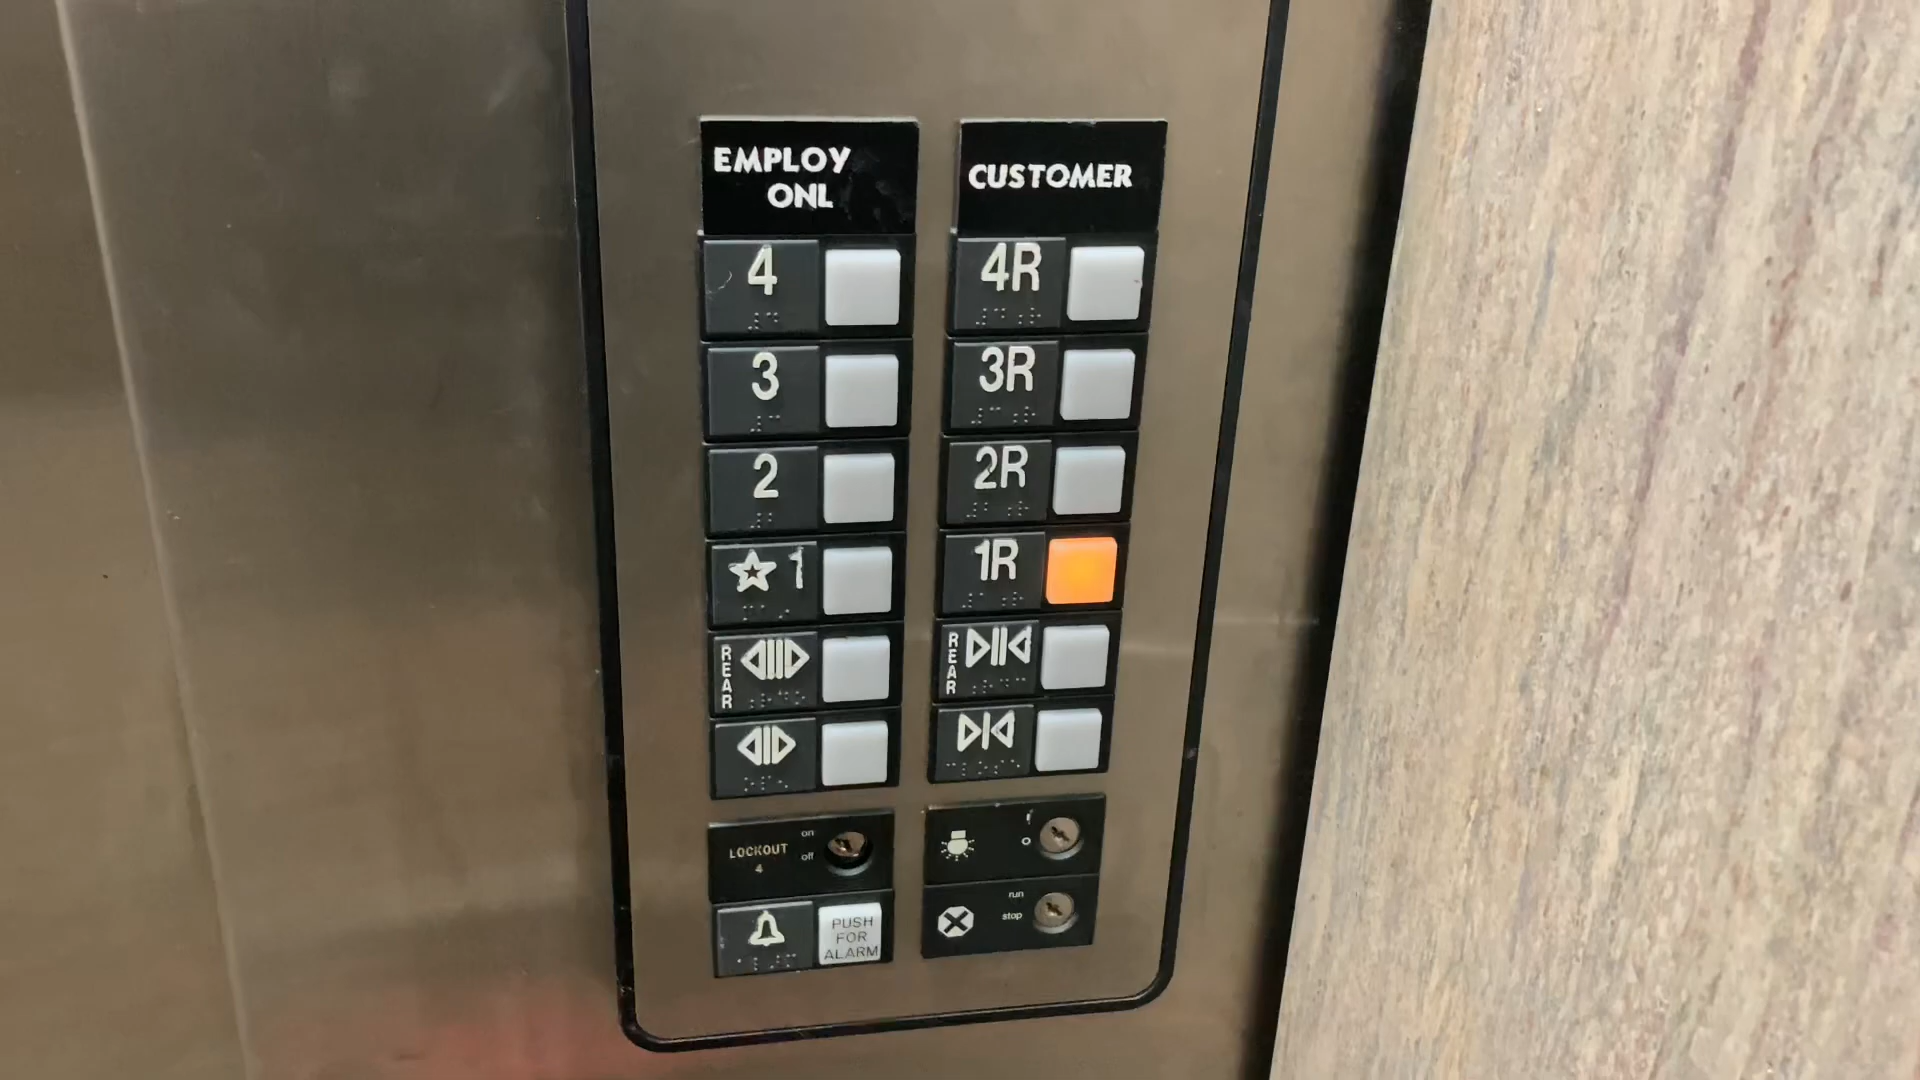 EMPLOY
ONL
4
3
2
1
REAR
LOCKOUT
4
on
off
PUSH
FOR
ALARM
CUSTOMER
4R
3R
2R
1R
REAR
run
stop